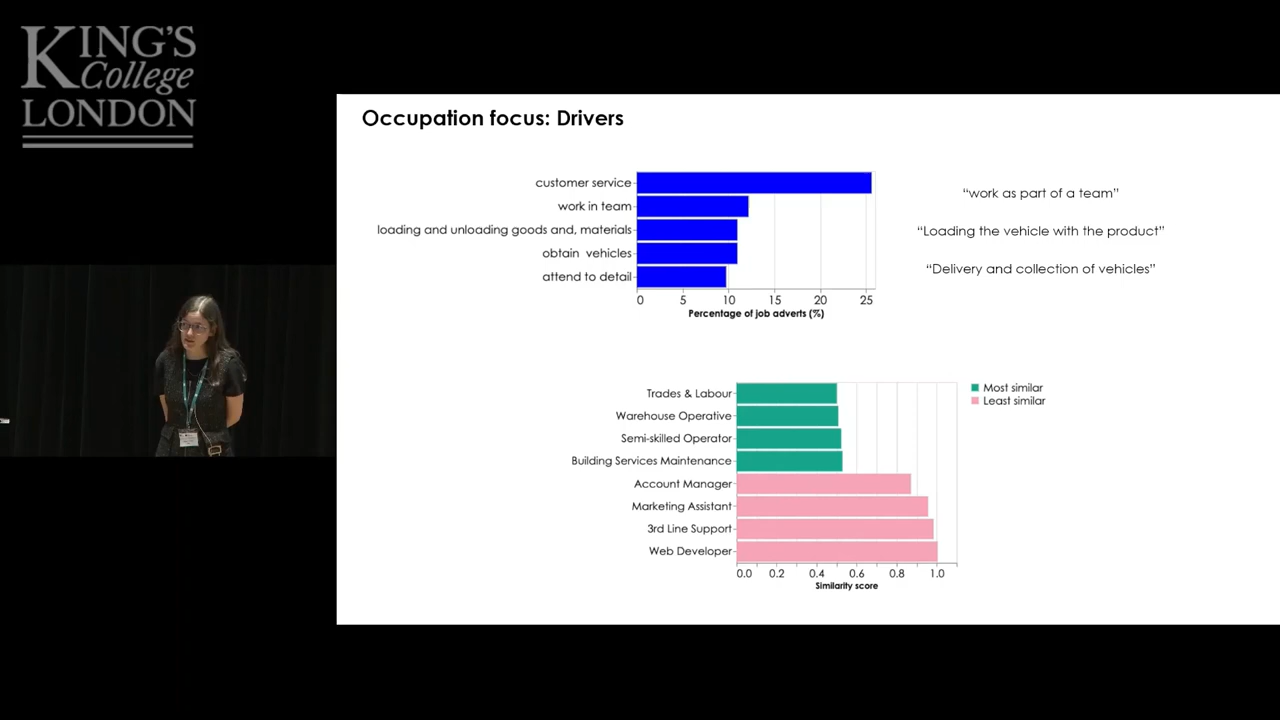 KING'S
College
LONDON
Occupation focus: Drivers
customer service
work in team
loading and unloading goods and, materials
obtain vehicles
attend to detail
0 5 10 15 20 25
Percentage of job adverts (%)
“work as part of a team”
“Loading the vehicle with the product”
“Delivery and collection of vehicles”
Trades & Labour
Warehouse Operative
Semi-skilled Operator
Building Services Maintenance
Account Manager
Marketing Assistant
3rd Line Support
Web Developer
0.0 0.2 0.4 0.6 0.8 1.0
Similarity score
Most similar
Least similar